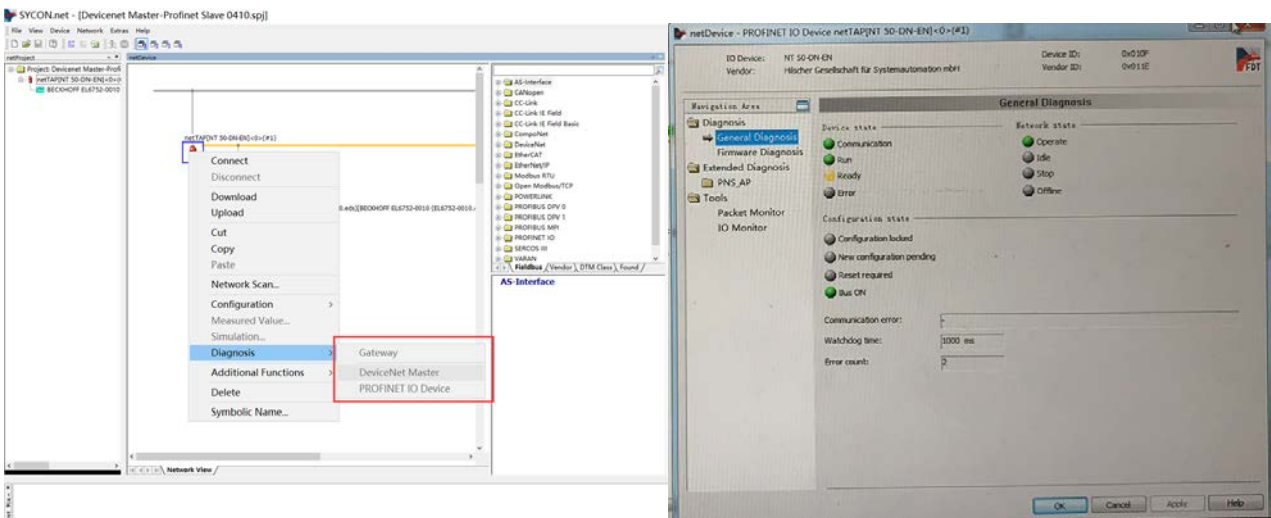 SYCON.net - [Devicenet Master-Profinet Slave 0410.spj]
File View Device Network Extras Help
netProject
netDevice
Project: Devicenet Master-Profi
netTAP[NT 50-DN-EN]<0>(#
BECKHOFF EL6752-0010
netTAP[NT 50-DN-EN]<0>(#1)
0.eds)[BECKHOFF EL6752-0010 (EL6752-0010.
Connect
Disconnect
Download
Upload
Cut
Copy
Paste
Network Scan...
Configuration >
Measured Value...
Simulation...
Diagnosis >
Additional Functions >
Delete
Symbolic Name...
Gateway
DeviceNet Master
PROFINET IO Device
AS-Interface
CANopen
CC-Link
CC-Link IE Field
CC-Link IE Field Basic
CompoNet
DeviceNet
EtherCAT
EtherNet/IP
Modbus RTU
Open Modbus/TCP
POWERLINK
PROFIBUS DPV 0
PROFIBUS DPV 1
PROFIBUS MPI
PROFINET IO
SERCOS III
VARAN
Fieldbus / Vendor / DTM Class / Found /
AS-Interface
Network View
netDevice - PROFINET IO Device netTAP[NT 50-DN-EN]<0>(#1)
IO Device: NT 50-DN-EN Device ID: 0x010F
Vendor: Hilscher Gesellschaft für Systemautomation mbH Vendor ID: 0x011E
FDT
Navigation Area General Diagnosis
Diagnosis
General Diagnosis
Firmware Diagnosis
Extended Diagnosis
PNS_AP
Tools
Packet Monitor
IO Monitor
Device state Network state
Communication Operate
Run Idle
Ready Stop
Error Offline
Configuration state
Configuration locked
New configuration pending
Reset required
Bus ON
Communication error: -
Watchdog time: 1000 ms
Error count: 2
OK Cancel Apply Help